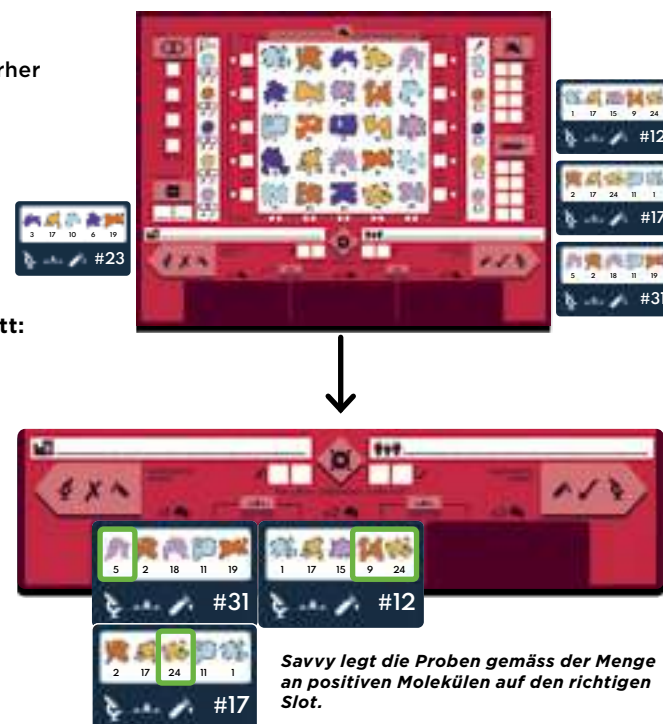 rher
1 17 15 9 24
#12
2 17 24 11 1
#17
3 17 10 6 19
#23
5 2 18 11 19
#31
tt:
5 2 18 11 19
#31
1 17 15 9 24
#12
2 17 24 11 1
#17
Savvy legt die Proben gemäss der Menge
an positiven Molekülen auf den richtigen
Slot.